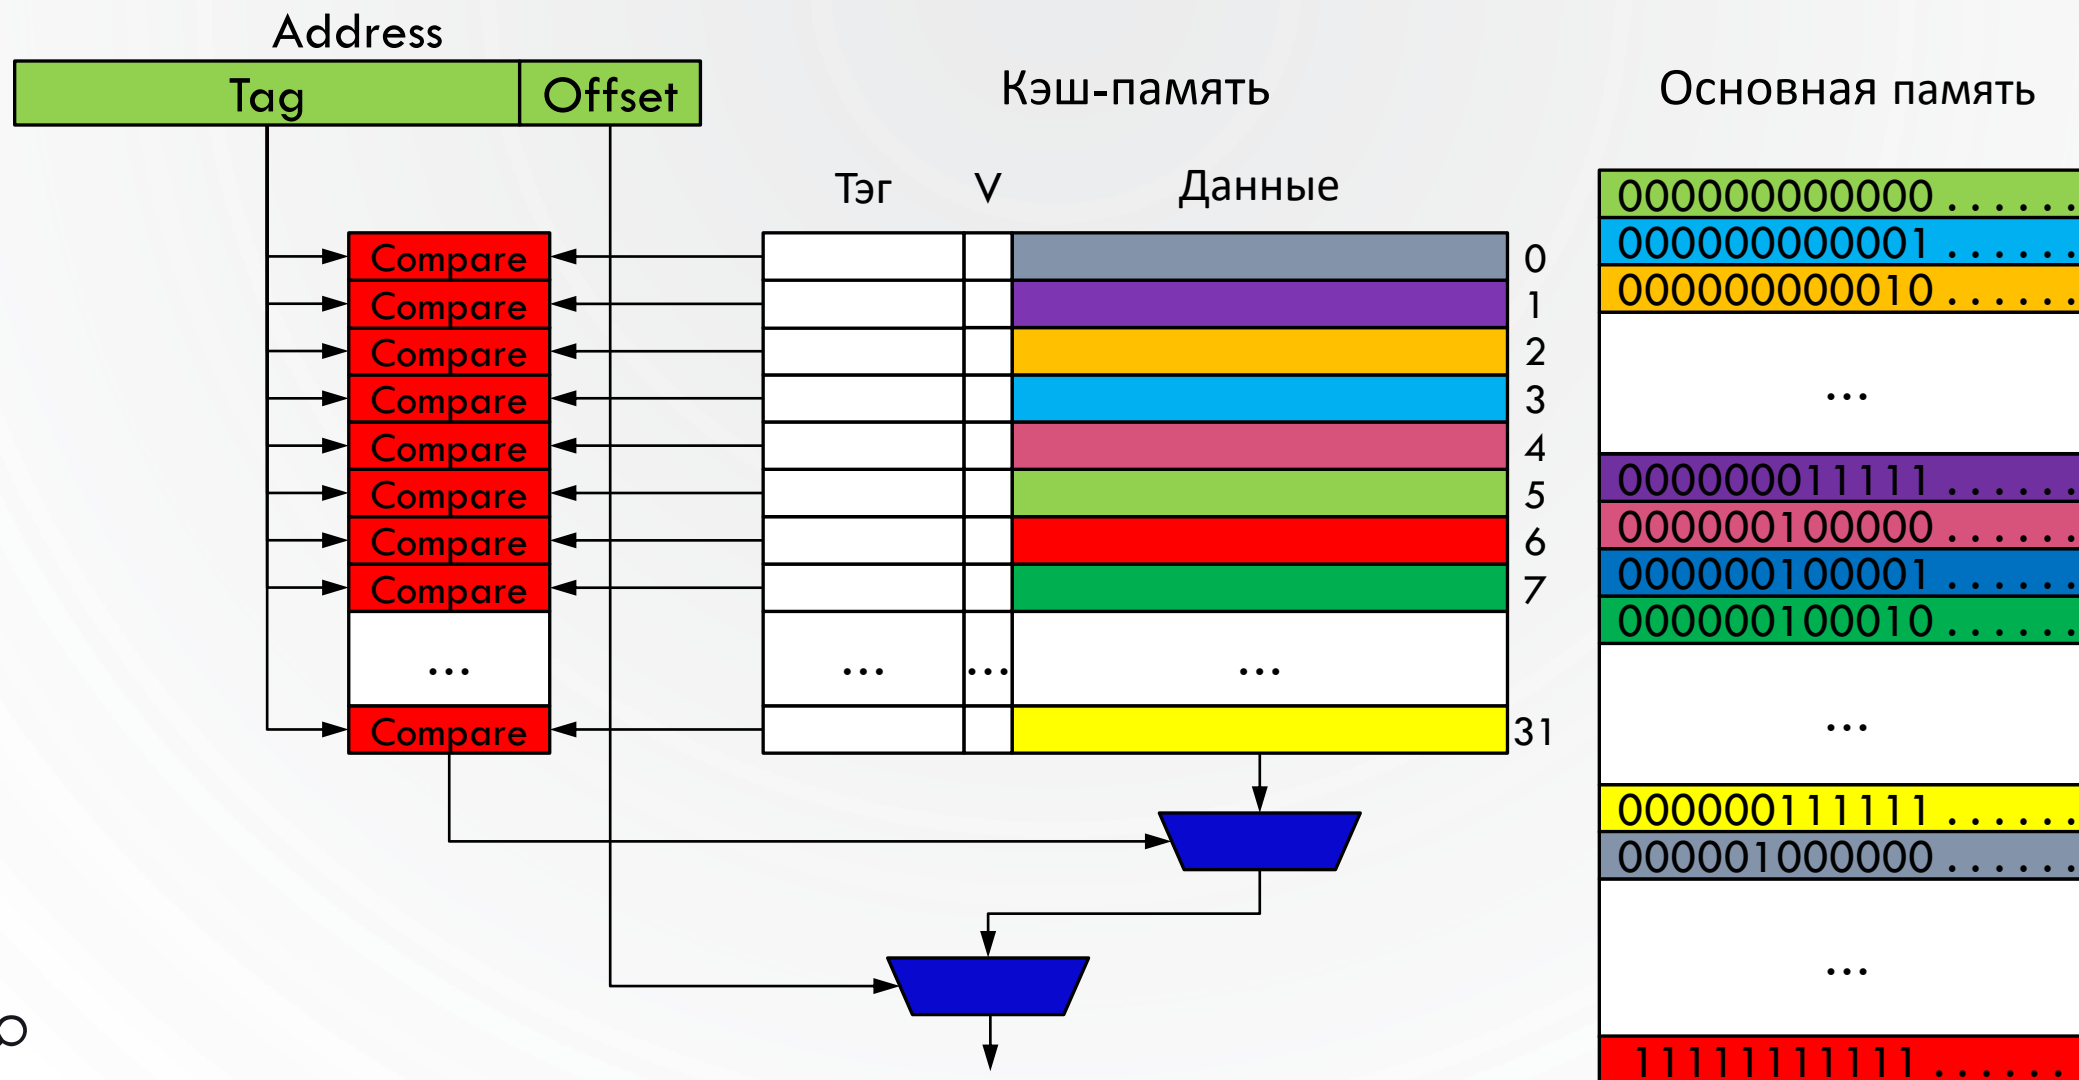 Address
Tag Offset
Кэш-память
Основная память
Тэг V Данные
Compare
Compare
Compare
Compare
Compare
Compare
Compare
Compare
...
Compare
... ... ...
0
1
2
3
4
5
6
7
31
000000000000 . . . . . .
000000000001 . . . . . .
000000000010 . . . . . .
...
000000011111 . . . . . .
000000100000 . . . . . .
000000100001 . . . . . .
000000100010 . . . . . .
...
000000111111 . . . . . .
000001000000 . . . . . .
...
11111111111 . . . . . .